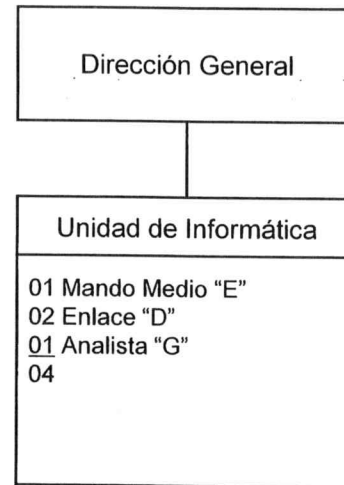 Dirección General
Unidad de Informática
01 Mando Medio “E”
02 Enlace “D”
01 Analista “G”
04